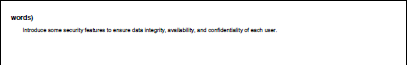 words)
Introduce some security features to ensure data integrity, availability, and confidentiality of each user.